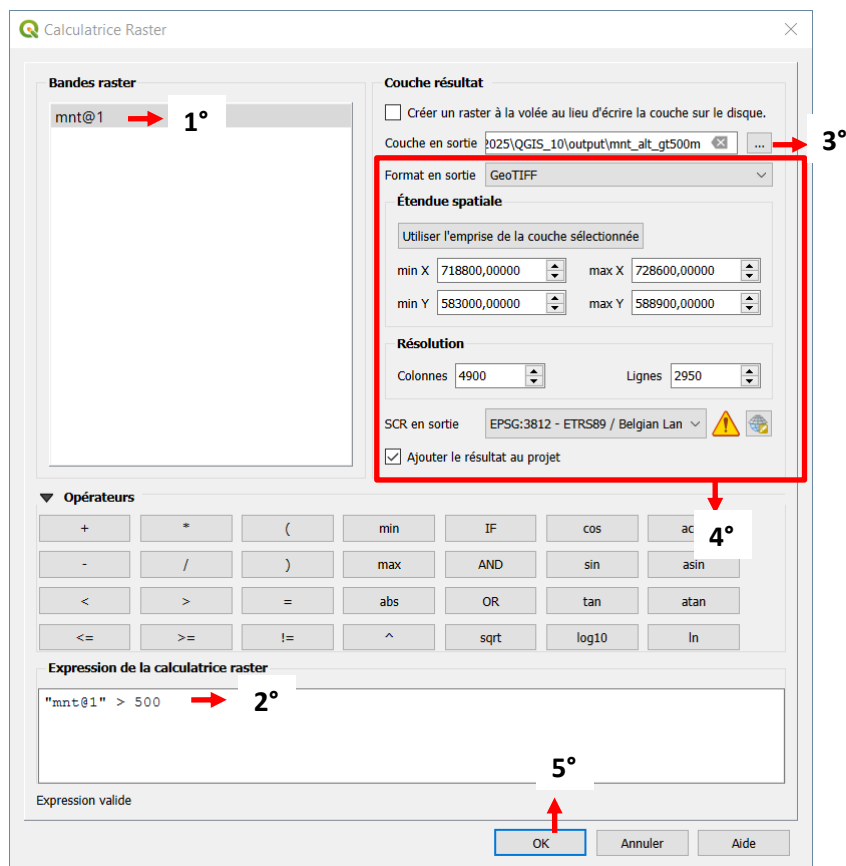 Calculatrice Raster
Bandes raster
mnt@1
1°
Couche résultat
Créer un raster à la volée au lieu d'écrire la couche sur le disque.
Couche en sortie 2025\QGIS_10\output\mnt_alt_gt500m ...
3°
Format en sortie GeoTIFF
Étendue spatiale
Utiliser l'emprise de la couche sélectionnée
min X 718800,00000 max X 728600,00000
min Y 583000,00000 max Y 588900,00000
Résolution
Colonnes 4900 Lignes 2950
SCR en sortie EPSG:3812 - ETRS89 / Belgian Lan
Ajouter le résultat au projet
4°
Opérateurs
+ * ( min IF cos
- / ) max AND sin asin
< > = abs OR tan atan
<= >= != ^ sqrt log10 ln
Expression de la calculatrice raster
"mnt@1" > 500
2°
5°
Expression valide
OK Annuler Aide